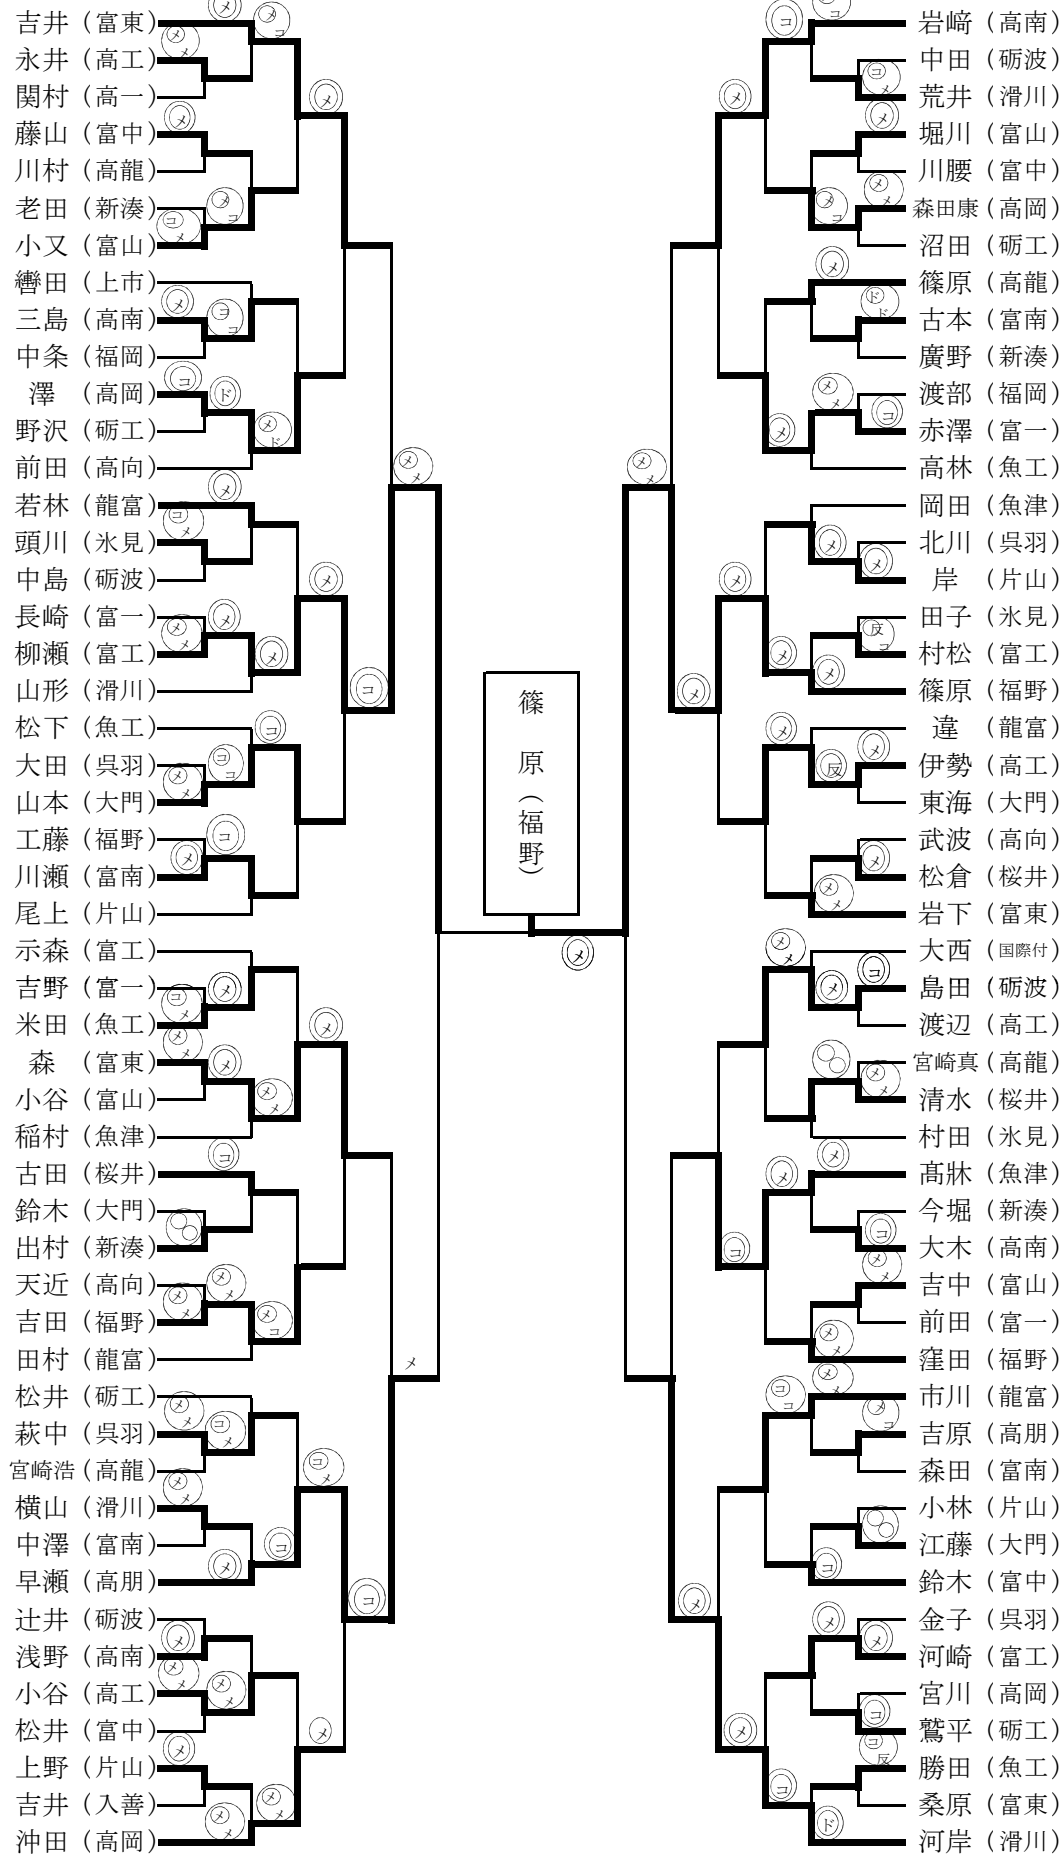 吉井（富東）
永井（高工）
関村（高一）
藤山（富中）
川村（高龍）
老田（新湊）
小又（富山）
轡田（上市）
三島（高南）
中条（福岡）
澤　（高岡）
野沢（砺工）
前田（高向）
若林（龍富）
頭川（氷見）
中島（砺波）
長崎（富一）
柳瀬（富工）
山形（滑川）
松下（魚工）
大田（呉羽）
山本（大門）
工藤（福野）
川瀬（富南）
尾上（片山）
示森（富工）
吉野（富一）
米田（魚工）
森　（富東）
小谷（富山）
稲村（魚津）
古田（桜井）
鈴木（大門）
出村（新湊）
天近（高向）
吉田（福野）
田村（龍富）
松井（砺工）
萩中（呉羽）
宮崎浩（高龍）
横山（滑川）
中澤（富南）
早瀬（高朋）
辻井（砺波）
浅野（高南）
小谷（高工）
松井（富中）
上野（片山）
吉井（入善）
沖田（高岡）
篠原（福野）
岩﨑（高南）
中田（砺波）
荒井（滑川）
堀川（富山）
川腰（富中）
森田康（高岡）
沼田（砺工）
篠原（高龍）
古本（富南）
廣野（新湊）
渡部（福岡）
赤澤（富一）
高林（魚工）
岡田（魚津）
北川（呉羽）
岸　（片山）
田子（氷見）
村松（富工）
篠原（福野）
違　（龍富）
伊勢（高工）
東海（大門）
武波（高向）
松倉（桜井）
岩下（富東）
大西（国際付）
島田（砺波）
渡辺（高工）
宮崎真（高龍）
清水（桜井）
村田（氷見）
髙牀（魚津）
今堀（新湊）
大木（高南）
吉中（富山）
前田（富一）
窪田（福野）
市川（龍富）
吉原（高朋）
森田（富南）
小林（片山）
江藤（大門）
鈴木（富中）
金子（呉羽）
河崎（富工）
宮川（高岡）
鷲平（砺工）
勝田（魚工）
桑原（富東）
河岸（滑川）